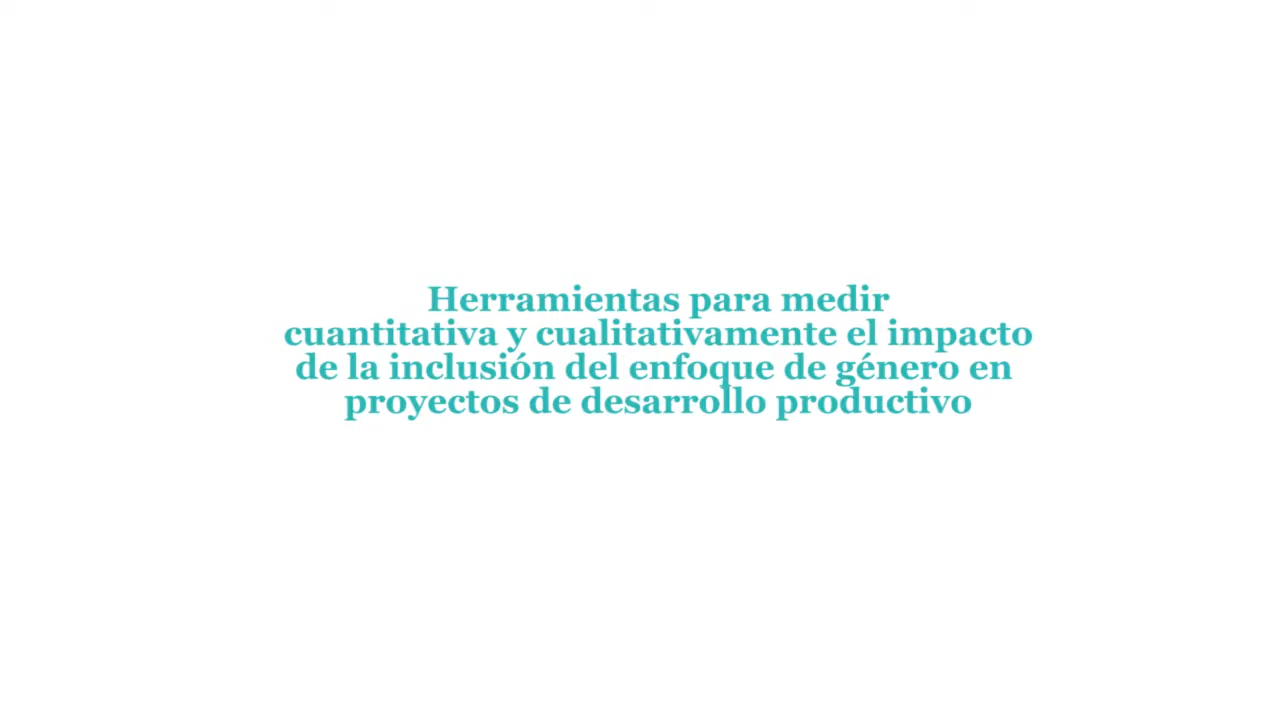 Herramientas para medir
cuantitativa y cualitativamente el impacto
de la inclusión del enfoque de género en
proyectos de desarrollo productivo